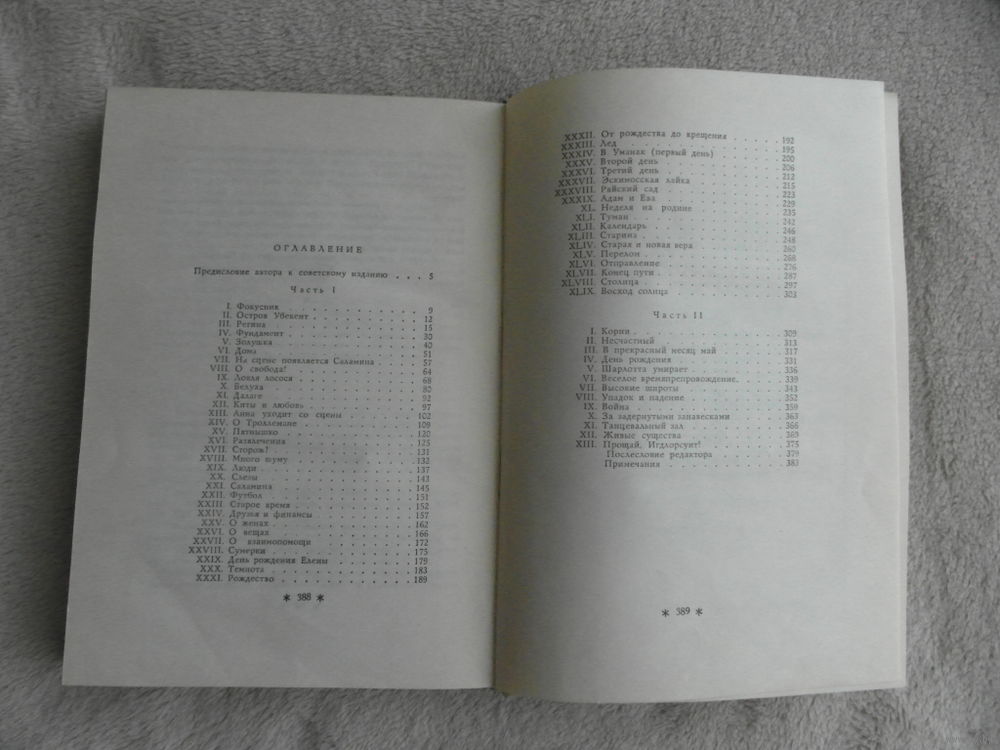 ОГЛАВЛЕНИЕ
Предисловие автора к советскому изданию . . . 5
Часть I
I. Фокусник 9
II. Остров Убекент 12
III. Регина 15
IV. Фундамент 30
V. Золушка 40
VI. Дома 51
VII. На сцене появляется Саламина 57
VIII. О свобода! 64
IX. Ловля лосося 68
X. Белуха 80
XI. Далаге 92
XII. Киты и любовь 97
XIII. Анна уходит со сцены 102
XIV. О Троллемане 109
XV. Пятнышко 120
XVI. Развлечения 125
XVII. Сторож! 131
XVIII. Много шуму 132
XIX. Люди 137
XX. Слезы 143
XXI. Саламина 145
XXII. Футбол 151
XXIII. Старое время 152
XXIV. Друзья и финансы 157
XXV. О женах 162
XXVI. О вещах 166
XXVII. О взаимопомощи 172
XXVIII. Сумерки 175
XXIX. День рождения Елены 179
XXX. Темнота 183
XXXI. Рождество 189
* 388 *
XXXII. От рождества до крещения 192
XXXIII. Лед 195
XXXIV. В Уманак (первый день) 200
XXXV. Второй день 206
XXXVI. Третий день 212
XXXVII. Эскимосская лайка 215
XXXVIII. Райский сад 223
XXXIX. Адам и Ева 229
XL. Неделя на родине 235
XLI. Туман 242
XLII. Календарь 246
XLIII. Старина 248
XLIV. Старая и новая вера 260
XLV. Перелом 268
XLVI. Отправление 276
XLVII. Конец пути 287
XLVIII. Столица 297
XLIX. Восход солнца 303
Часть II
I. Корни 309
II. Несчастный 313
III. В прекрасный месяц май 317
IV. День рождения 331
V. Шарлотта умирает 336
VI. Веселое времяпрепровождение. 339
VII. Высокие широты 343
VIII. Упадок и падение 352
IX. Война 359
X. За задернутыми занавесками 363
XI. Танцевальный зал 366
XII. Живые существа 369
XIII. Прощай, Игдлорсуит! 375
Послесловие редактора 379
Примечания 383
* 389 *